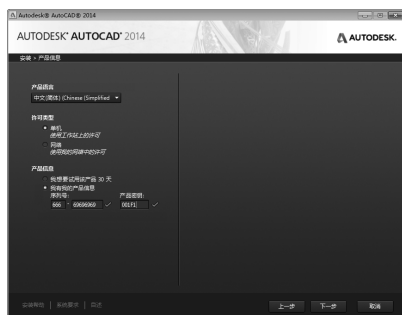 Autodesk® AutoCAD® 2014
AUTODESK® AUTOCAD® 2014
AUTODESK.
安装 > 产品信息
产品语言
中文(简体) (Chinese (Simplified
许可类型
单机
使用工作站上的许可
网络
使用我的网络中的许可
产品信息
我想要试用该产品 30 天
我有我的产品信息
序列号: 产品密钥:
666 - 69696969 001F1
安装帮助 | 系统要求 | 自述
上一步 下一步 取消